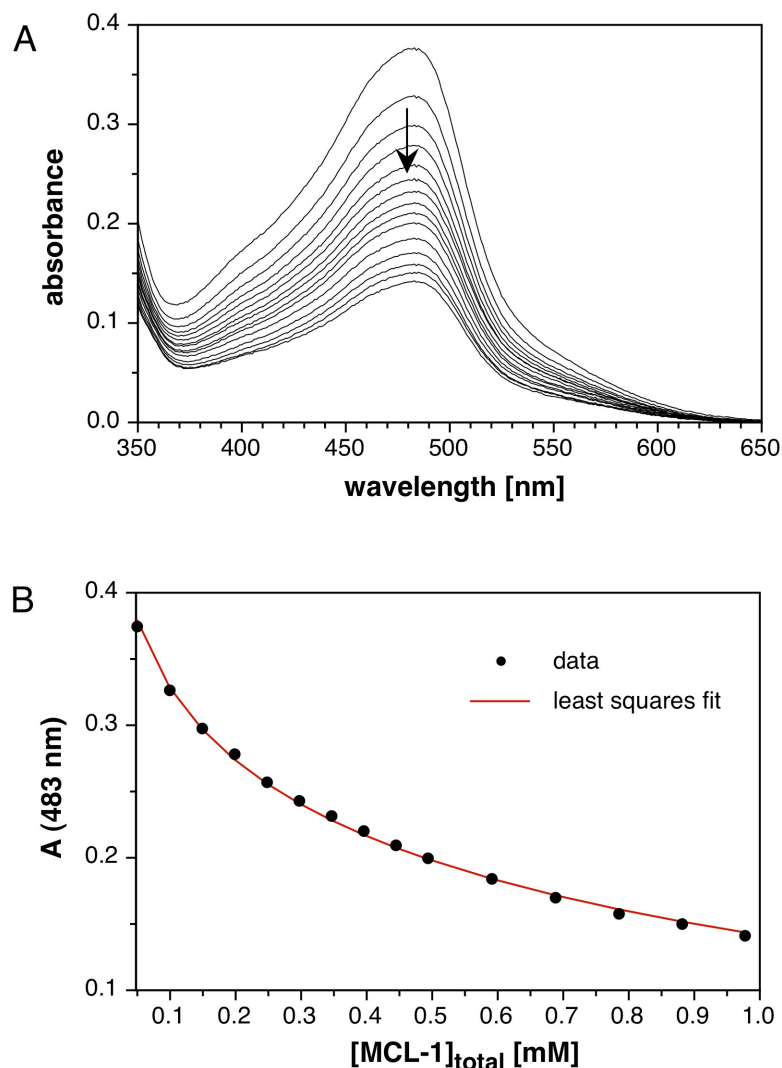 A
0.4
0.3
0.2
0.1
0.0
absorbance
350 400 450 500 550 600 650
wavelength [nm]
B
0.4
0.3
0.2
0.1
A (483 nm)
data
least squares fit
0.1 0.2 0.3 0.4 0.5 0.6 0.7 0.8 0.9 1.0
[MCL-1]total [mM]